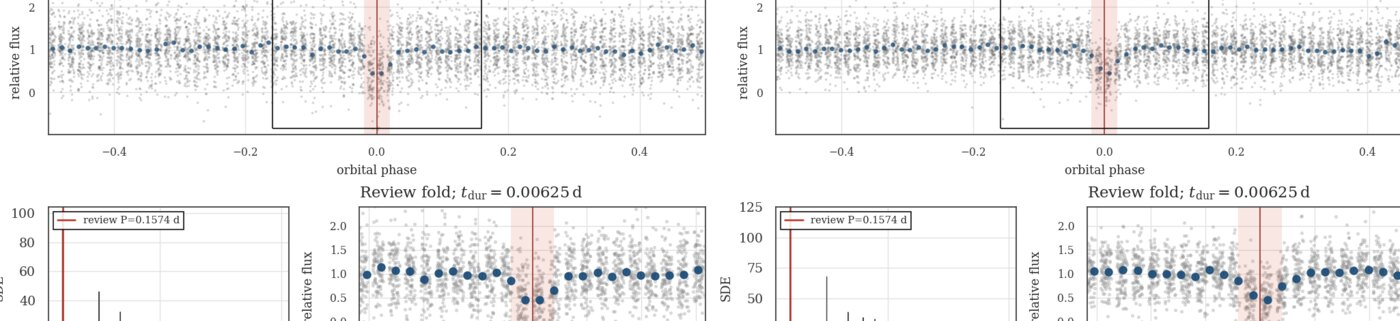 2
1
0
relative flux
−0.4
−0.2
0.0
0.2
0.4
orbital phase
2
1
0
relative flux
−0.4
−0.2
0.0
0.2
0.4
orbital phase
Review fold; t_dur = 0.00625 d
100
80
60
40
SDE
review P=0.1574 d
2.0
1.5
1.0
0.5
relative flux
Review fold; t_dur = 0.00625 d
125
100
75
50
SDE
review P=0.1574 d
2.0
1.5
1.0
0.5
relative flux